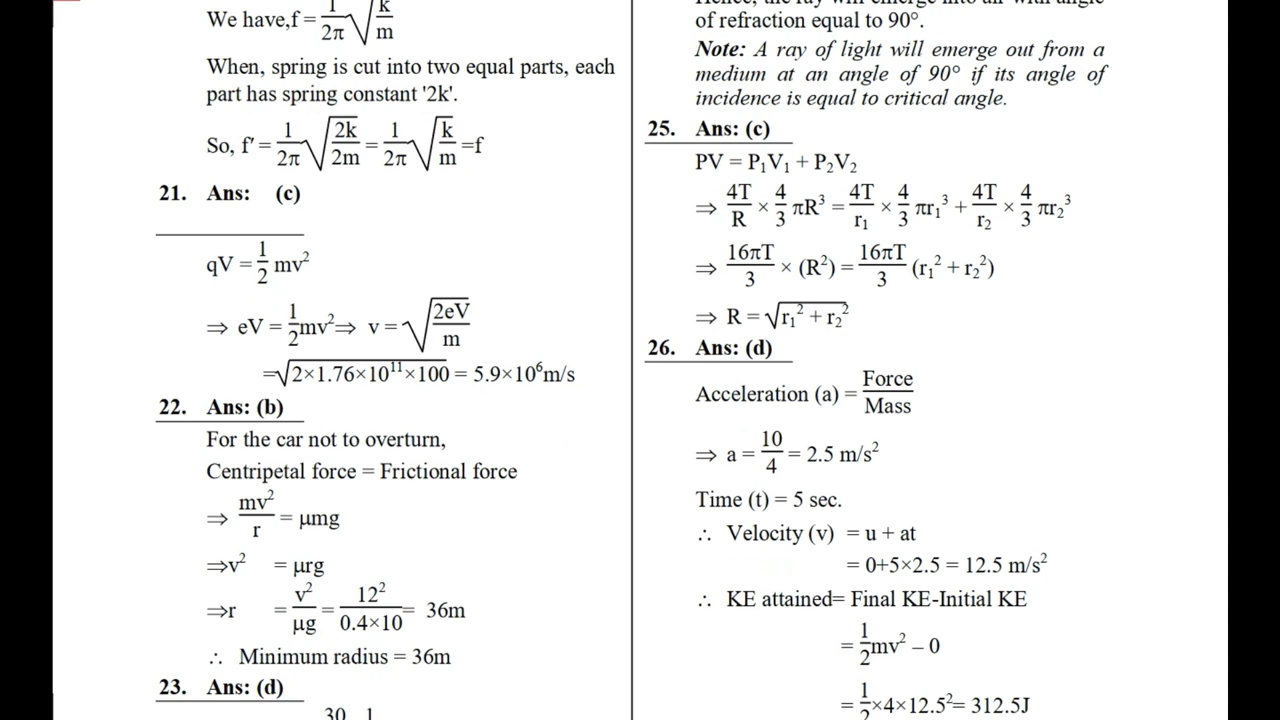 We have,f = 1/2π √k/m
When, spring is cut into two equal parts, each
part has spring constant '2k'.
So, f' = 1/2π √2k/2m = 1/2π √k/m =f
21. Ans: (c)
qV = 1/2 mv²
⇒ eV = 1/2mv²⇒ v = √2eV/m
=√2×1.76×10¹¹×100 = 5.9×10⁶m/s
22. Ans: (b)
For the car not to overturn,
Centripetal force = Frictional force
⇒ mv²/r = μmg
⇒v² = μrg
⇒r = v²/μg = 12²/0.4×10 = 36m
∴ Minimum radius = 36m
23. Ans: (d)
30 1
of refraction equal to 90°.
Note: A ray of light will emerge out from a
medium at an angle of 90° if its angle of
incidence is equal to critical angle.
25. Ans: (c)
PV = P₁V₁ + P₂V₂
⇒ 4T/R × 4/3 πR³ = 4T/r₁ × 4/3 πr₁³ + 4T/r₂ × 4/3 πr₂³
⇒ 16πT/3 × (R²) = 16πT/3 (r₁² + r₂²)
⇒ R = √r₁² + r₂²
26. Ans: (d)
Acceleration (a) = Force/Mass
⇒ a = 10/4 = 2.5 m/s²
Time (t) = 5 sec.
∴ Velocity (v) = u + at
= 0+5×2.5 = 12.5 m/s²
∴ KE attained= Final KE-Initial KE
= 1/2mv² – 0
= 1/2×4×12.5²= 312.5J